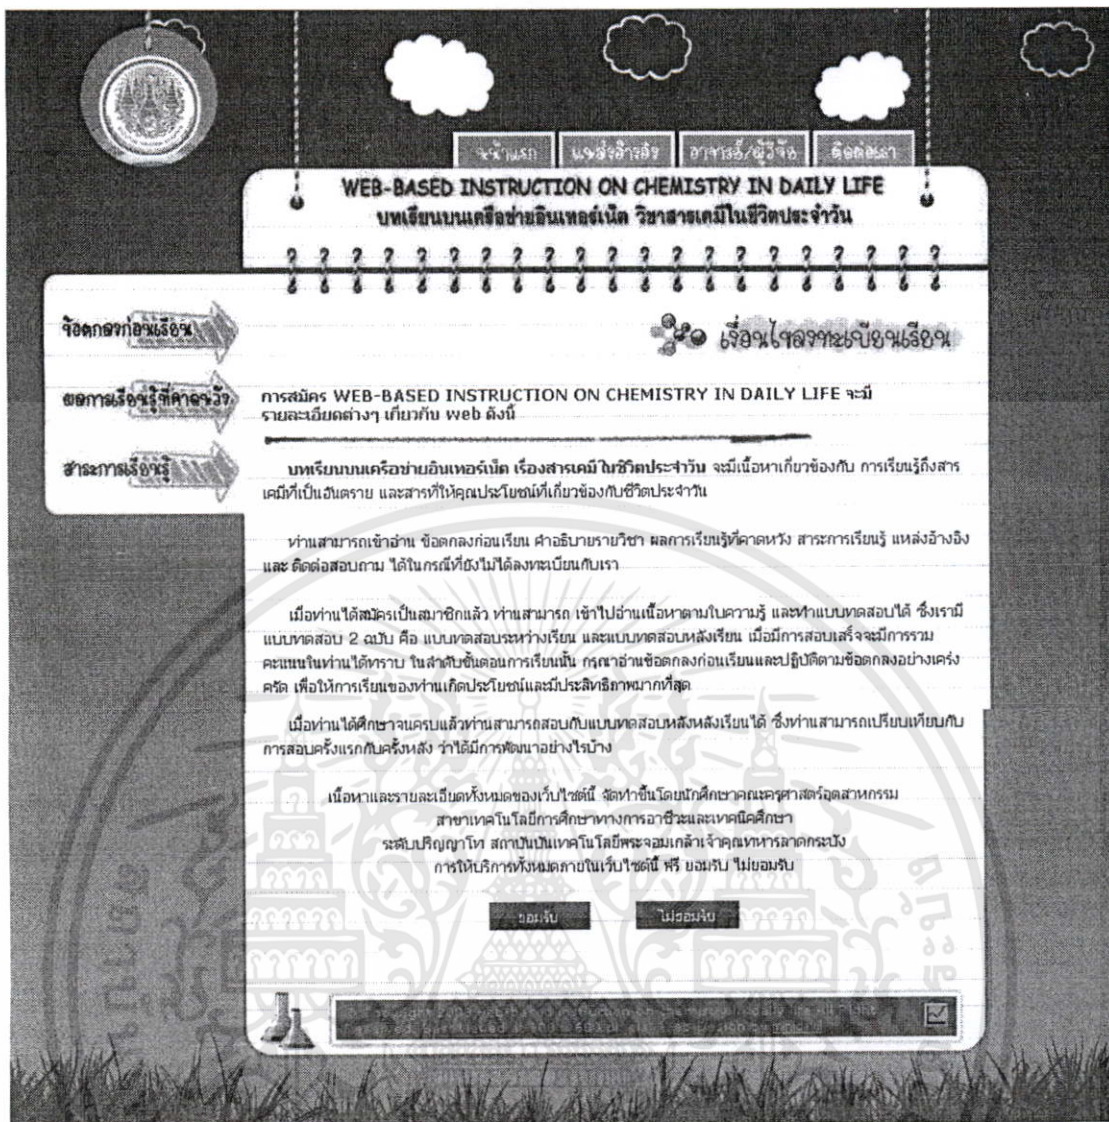 หน้าแรก แหล่งอ้างอิง อาจารย์/ผู้วิจัย ติดต่อเรา
WEB-BASED INSTRUCTION ON CHEMISTRY IN DAILY LIFE
บทเรียนบนเครือข่ายอินเทอร์เน็ต วิชาสารเคมีในชีวิตประจำวัน
ข้อตกลงก่อนเรียน
ผลการเรียนรู้ที่คาดหวัง
สาระการเรียนรู้
เงื่อนไขลงทะเบียนเรียน
การสมัคร WEB-BASED INSTRUCTION ON CHEMISTRY IN DAILY LIFE จะมี
รายละเอียดต่างๆ เกี่ยวกับ web ดังนี้
บทเรียนบนเครือข่ายอินเทอร์เน็ต เรื่องสารเคมีในชีวิตประจำวัน จะมีเนื้อหาเกี่ยวข้องกับ การเรียนรู้ถึงสาร
เคมีที่เป็นอันตราย และสารที่ให้คุณประโยชน์ที่เกี่ยวข้องกับชีวิตประจำวัน
ท่านสามารถเข้าอ่าน ข้อตกลงก่อนเรียน คำอธิบายรายวิชา ผลการเรียนรู้ที่คาดหวัง สาระการเรียนรู้ แหล่งอ้างอิง
และ ติดต่อสอบถาม ได้ในกรณีที่ยังไม่ได้ลงทะเบียนกับเรา
เมื่อท่านได้สมัครเป็นสมาชิกแล้ว ท่านสามารถ เข้าไปอ่านเนื้อหาตามใบความรู้ และทำแบบทดสอบได้ ซึ่งเรามี
แบบทดสอบ 2 ฉบับ คือ แบบทดสอบระหว่างเรียน และแบบทดสอบหลังเรียน เมื่อมีการสอบเสร็จจะมีการรวม
คะแนนในท่านได้ทราบ ในลำดับขั้นตอนการเรียนนั้น กรุณาอ่านข้อตกลงก่อนเรียนและปฏิบัติตามข้อตกลงอย่างเคร่ง
ครัด เพื่อให้การเรียนของท่านเกิดประโยชน์และมีประสิทธิภาพมากที่สุด
เมื่อท่านได้ศึกษาจนครบแล้วท่านสามารถสอบกับแบบทดสอบหลังหลังเรียนได้ ซึ่งท่านสามารถเปรียบเทียบกับ
การสอบครั้งแรกกับครั้งหลัง ว่าได้มีการพัฒนาอย่างไรบ้าง
เนื้อหาและรายละเอียดทั้งหมดของเว็บไซต์นี้ จัดทำขึ้นโดยนักศึกษาคณะครุศาสตร์อุตสาหกรรม
สาขาเทคโนโลยีการศึกษาทางการอาชีวะและเทคนิคศึกษา
ระดับปริญญาโท สถาบันบันเทคโนโลยีพระจอมเกล้าเจ้าคุณทหารลาดกระบัง
การให้บริการทั้งหมดภายในเว็บไซต์นี้ ฟรี ยอมรับ ไม่ยอมรับ
ยอมรับ ไม่ยอมรับ